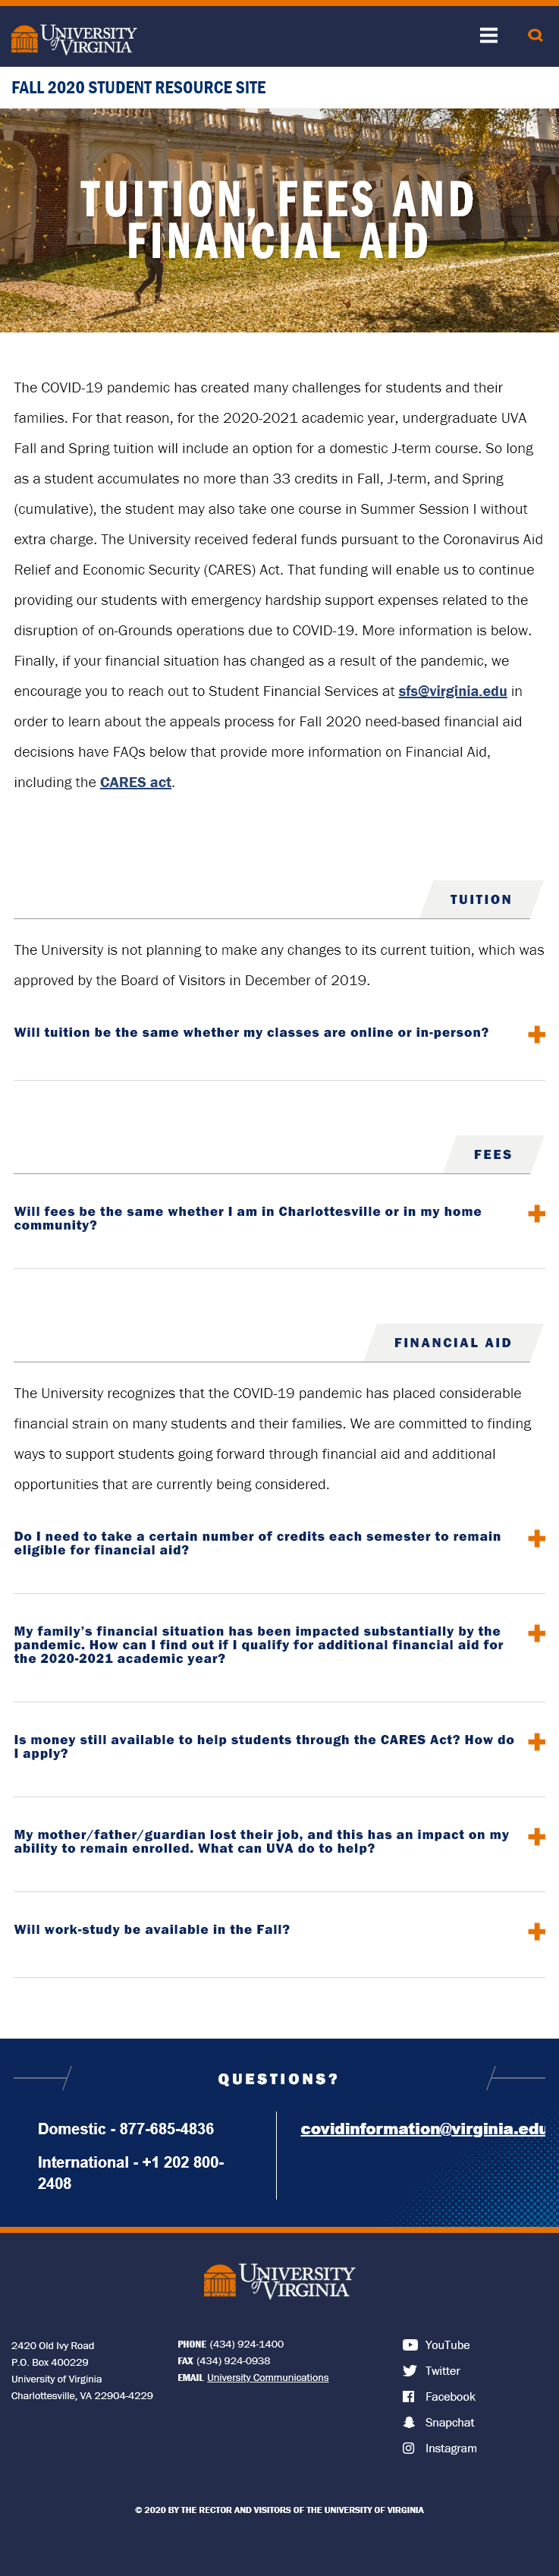 UNIVERSITY
of VIRGINIA
FALL 2020 STUDENT RESOURCE SITE
TUITION, FEES AND
FINANCIAL AID
The COVID-19 pandemic has created many challenges for students and their
families. For that reason, for the 2020-2021 academic year, undergraduate UVA
Fall and Spring tuition will include an option for a domestic J-term course. So long
as a student accumulates no more than 33 credits in Fall, J-term, and Spring
(cumulative), the student may also take one course in Summer Session I without
extra charge. The University received federal funds pursuant to the Coronavirus Aid
Relief and Economic Security (CARES) Act. That funding will enable us to continue
providing our students with emergency hardship support expenses related to the
disruption of on-Grounds operations due to COVID-19. More information is below.
Finally, if your financial situation has changed as a result of the pandemic, we
encourage you to reach out to Student Financial Services at sfs@virginia.edu in
order to learn about the appeals process for Fall 2020 need-based financial aid
decisions have FAQs below that provide more information on Financial Aid,
including the CARES act.
TUITION
The University is not planning to make any changes to its current tuition, which was
approved by the Board of Visitors in December of 2019.
Will tuition be the same whether my classes are online or in-person?
FEES
Will fees be the same whether I am in Charlottesville or in my home
community?
FINANCIAL AID
The University recognizes that the COVID-19 pandemic has placed considerable
financial strain on many students and their families. We are committed to finding
ways to support students going forward through financial aid and additional
opportunities that are currently being considered.
Do I need to take a certain number of credits each semester to remain
eligible for financial aid?
My family's financial situation has been impacted substantially by the
pandemic. How can I find out if I qualify for additional financial aid for
the 2020-2021 academic year?
Is money still available to help students through the CARES Act? How do
I apply?
My mother/father/guardian lost their job, and this has an impact on my
ability to remain enrolled. What can UVA do to help?
Will work-study be available in the Fall?
QUESTIONS?
Domestic - 877-685-4836
International - +1 202 800-
2408
covidinformation@virginia.edu
UNIVERSITY
of VIRGINIA
2420 Old Ivy Road
P.O. Box 400229
University of Virginia
Charlottesville, VA 22904-4229
PHONE (434) 924-1400
FAX (434) 924-0938
EMAIL University Communications
YouTube
Twitter
Facebook
Snapchat
Instagram
© 2020 BY THE RECTOR AND VISITORS OF THE UNIVERSITY OF VIRGINIA